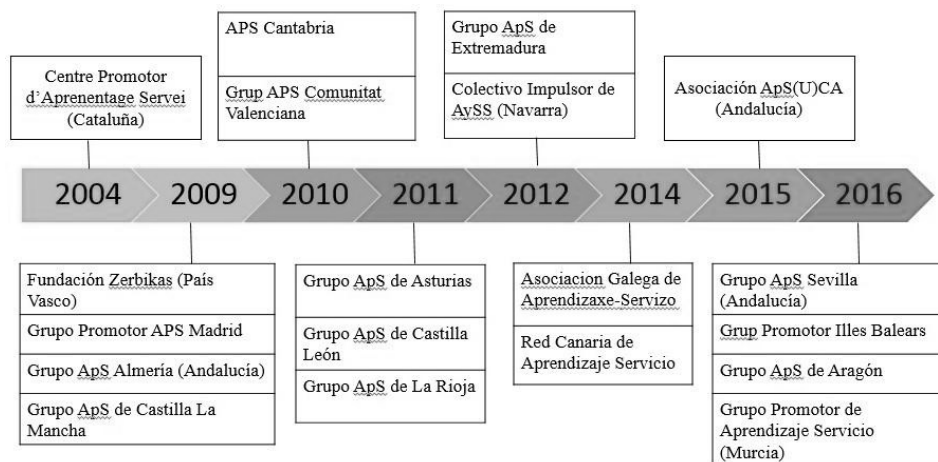 APS Cantabria
Grup APS Comunitat
Valenciana
Grupo ApS de
Extremadura
Colectivo Impulsor de
AySS (Navarra)
Centre Promotor
d'Aprenentage Servei
(Cataluña)
Asociación ApS(U)CA
(Andalucía)
2004 2009 2010 2011 2012 2014 2015 2016
Fundación Zerbikas (País
Vasco)
Grupo Promotor APS Madrid
Grupo ApS Almería (Andalucía)
Grupo ApS de Castilla La
Mancha
Grupo ApS de Asturias
Grupo ApS de Castilla
León
Grupo ApS de La Rioja
Asociacion Galega de
Aprendizaxe-Servizo
Red Canaria de
Aprendizaje Servicio
Grupo ApS Sevilla
(Andalucía)
Grup Promotor Illes Balears
Grupo ApS de Aragón
Grupo Promotor de
Aprendizaje Servicio
(Murcia)